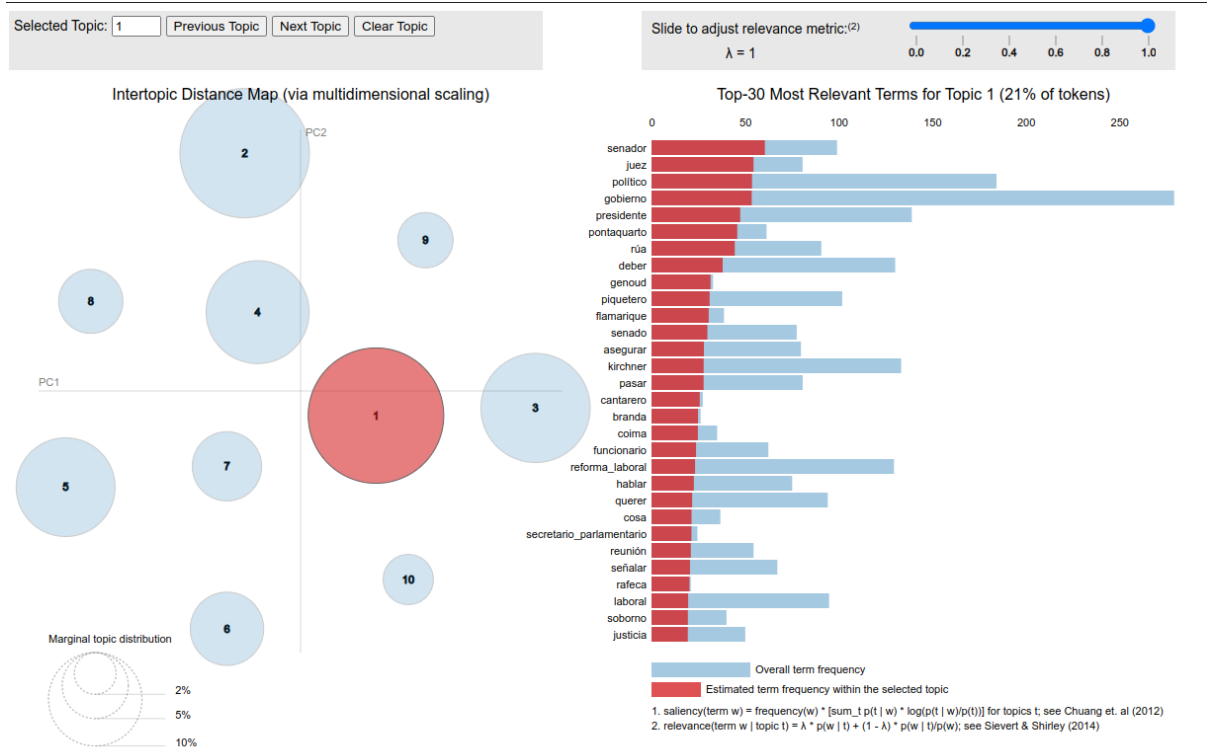 Selected Topic: 1 Previous Topic Next Topic Clear Topic
Slide to adjust relevance metric:(2)
λ = 1
0.0 0.2 0.4 0.6 0.8 1.0
Intertopic Distance Map (via multidimensional scaling)
PC2
PC1
2
9
8
4
1
3
7
5
10
6
Marginal topic distribution
2%
5%
10%
Top-30 Most Relevant Terms for Topic 1 (21% of tokens)
0 50 100 150 200 250
senador
juez
político
gobierno
presidente
pontaquarto
rúa
deber
genoud
piquetero
flamarique
senado
asegurar
kirchner
pasar
cantarero
branda
coima
funcionario
reforma_laboral
hablar
querer
cosa
secretario_parlamentario
reunión
señalar
rafeca
laboral
soborno
justicia
Overall term frequency
Estimated term frequency within the selected topic
1. saliency(term w) = frequency(w) * [sum_t p(t | w) * log(p(t | w)/p(t))] for topics t; see Chuang et. al (2012)
2. relevance(term w | topic t) = λ * p(w | t) + (1 - λ) * p(w | t)/p(w); see Sievert & Shirley (2014)